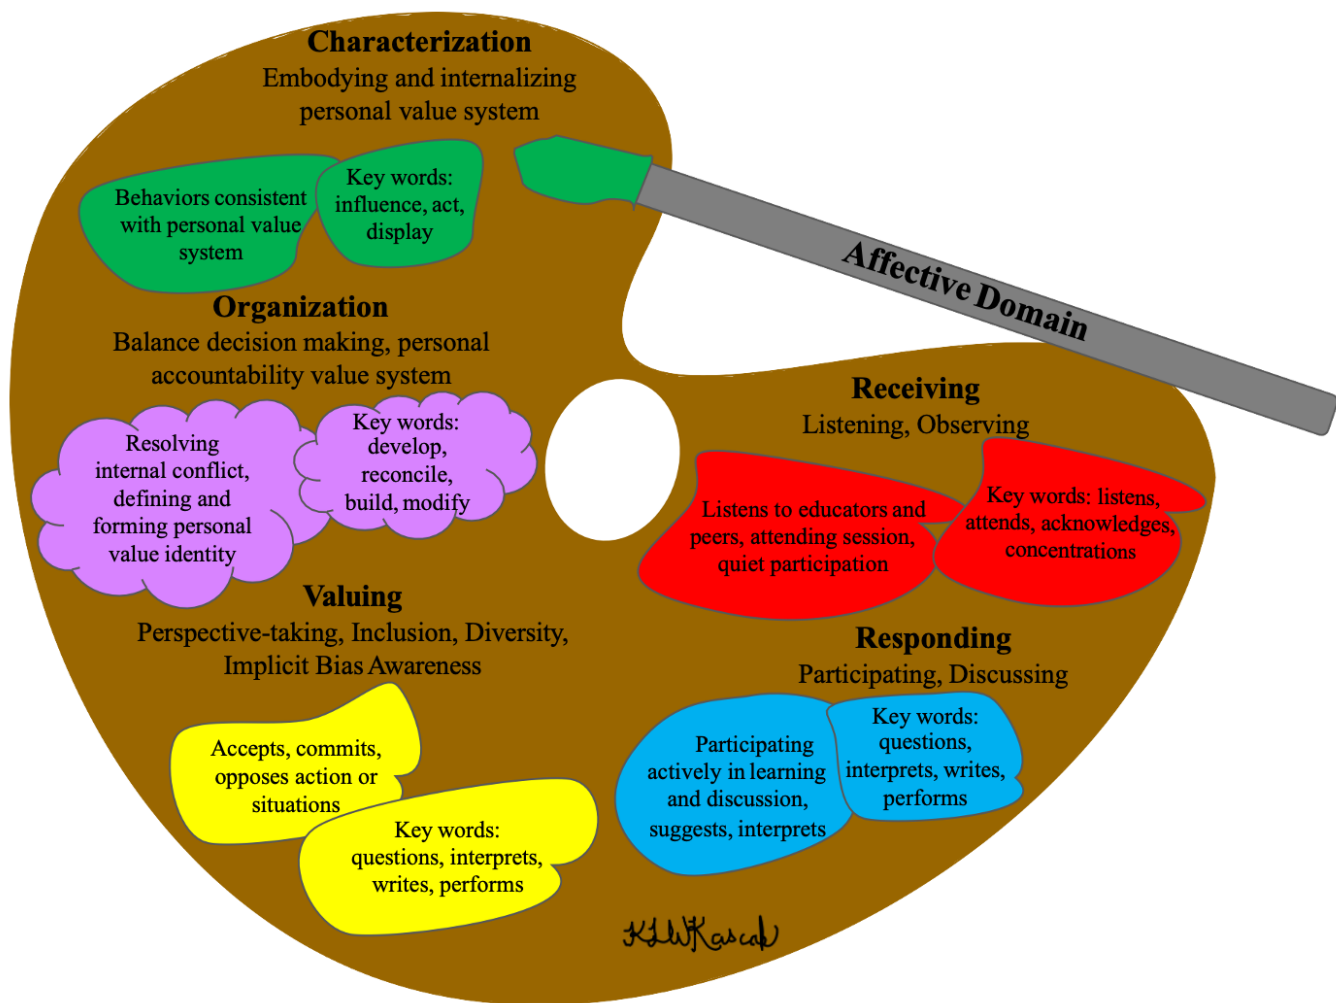 Characterization
Embodying and internalizing
personal value system
Behaviors consistent
with personal value
system
Key words:
influence, act,
display
Affective Domain
Organization
Balance decision making, personal
accountability value system
Resolving
internal conflict,
defining and
forming personal
value identity
Key words:
develop,
reconcile,
build, modify
Valuing
Perspective-taking, Inclusion, Diversity,
Implicit Bias Awareness
Accepts, commits,
opposes action or
situations
Key words:
questions, interprets,
writes, performs
Receiving
Listening, Observing
Listens to educators and
peers, attending session,
quiet participation
Key words: listens,
attends, acknowledges,
concentrations
Responding
Participating, Discussing
Participating
actively in learning
and discussion,
suggests, interprets
Key words:
questions,
interprets, writes,
performs
KLWKascak